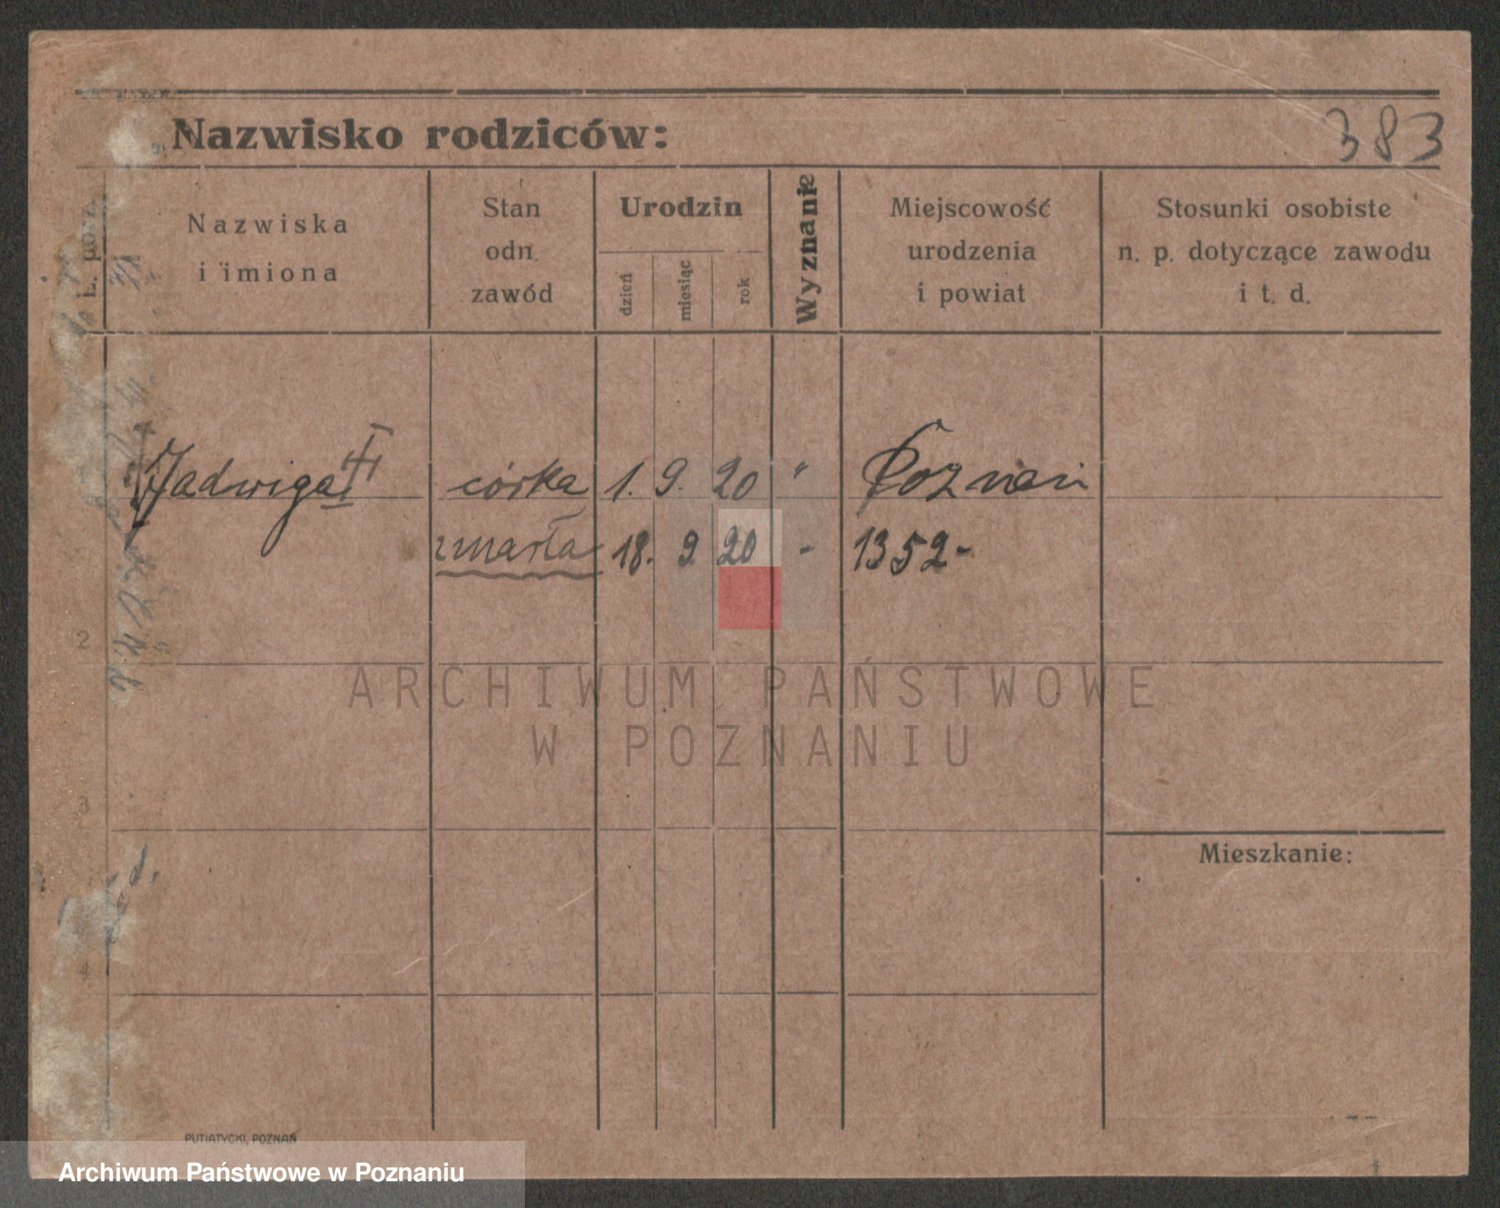 Nazwisko rodziców:
383
L. porz.
Nazwiska
i imiona
Stan
odn.
zawód
Urodzin
dzień
miesiąc
rok
Wyznanie
Miejscowość
urodzenia
i powiat
Stosunki osobiste
n. p. dotyczące zawodu
i t. d.
Jadwiga córka 1. 9. 20 " Poznań
zmarła 18. 9 20 - 1352-
2
3
4
Mieszkanie:
ARCHIWUM PAŃSTWOWE
W POZNANIU
PUTIATYCKI, POZNAŃ
Archiwum Państwowe w Poznaniu